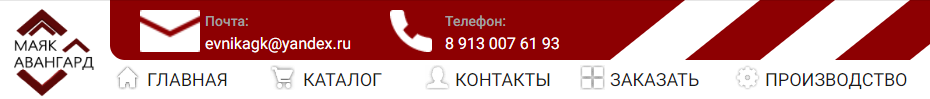 МАЯК
АВАНГАРД
Почта:
evnikagk@yandex.ru
Телефон:
8 913 007 61 93
ГЛАВНАЯ КАТАЛОГ КОНТАКТЫ ЗАКАЗАТЬ ПРОИЗВОДСТВО